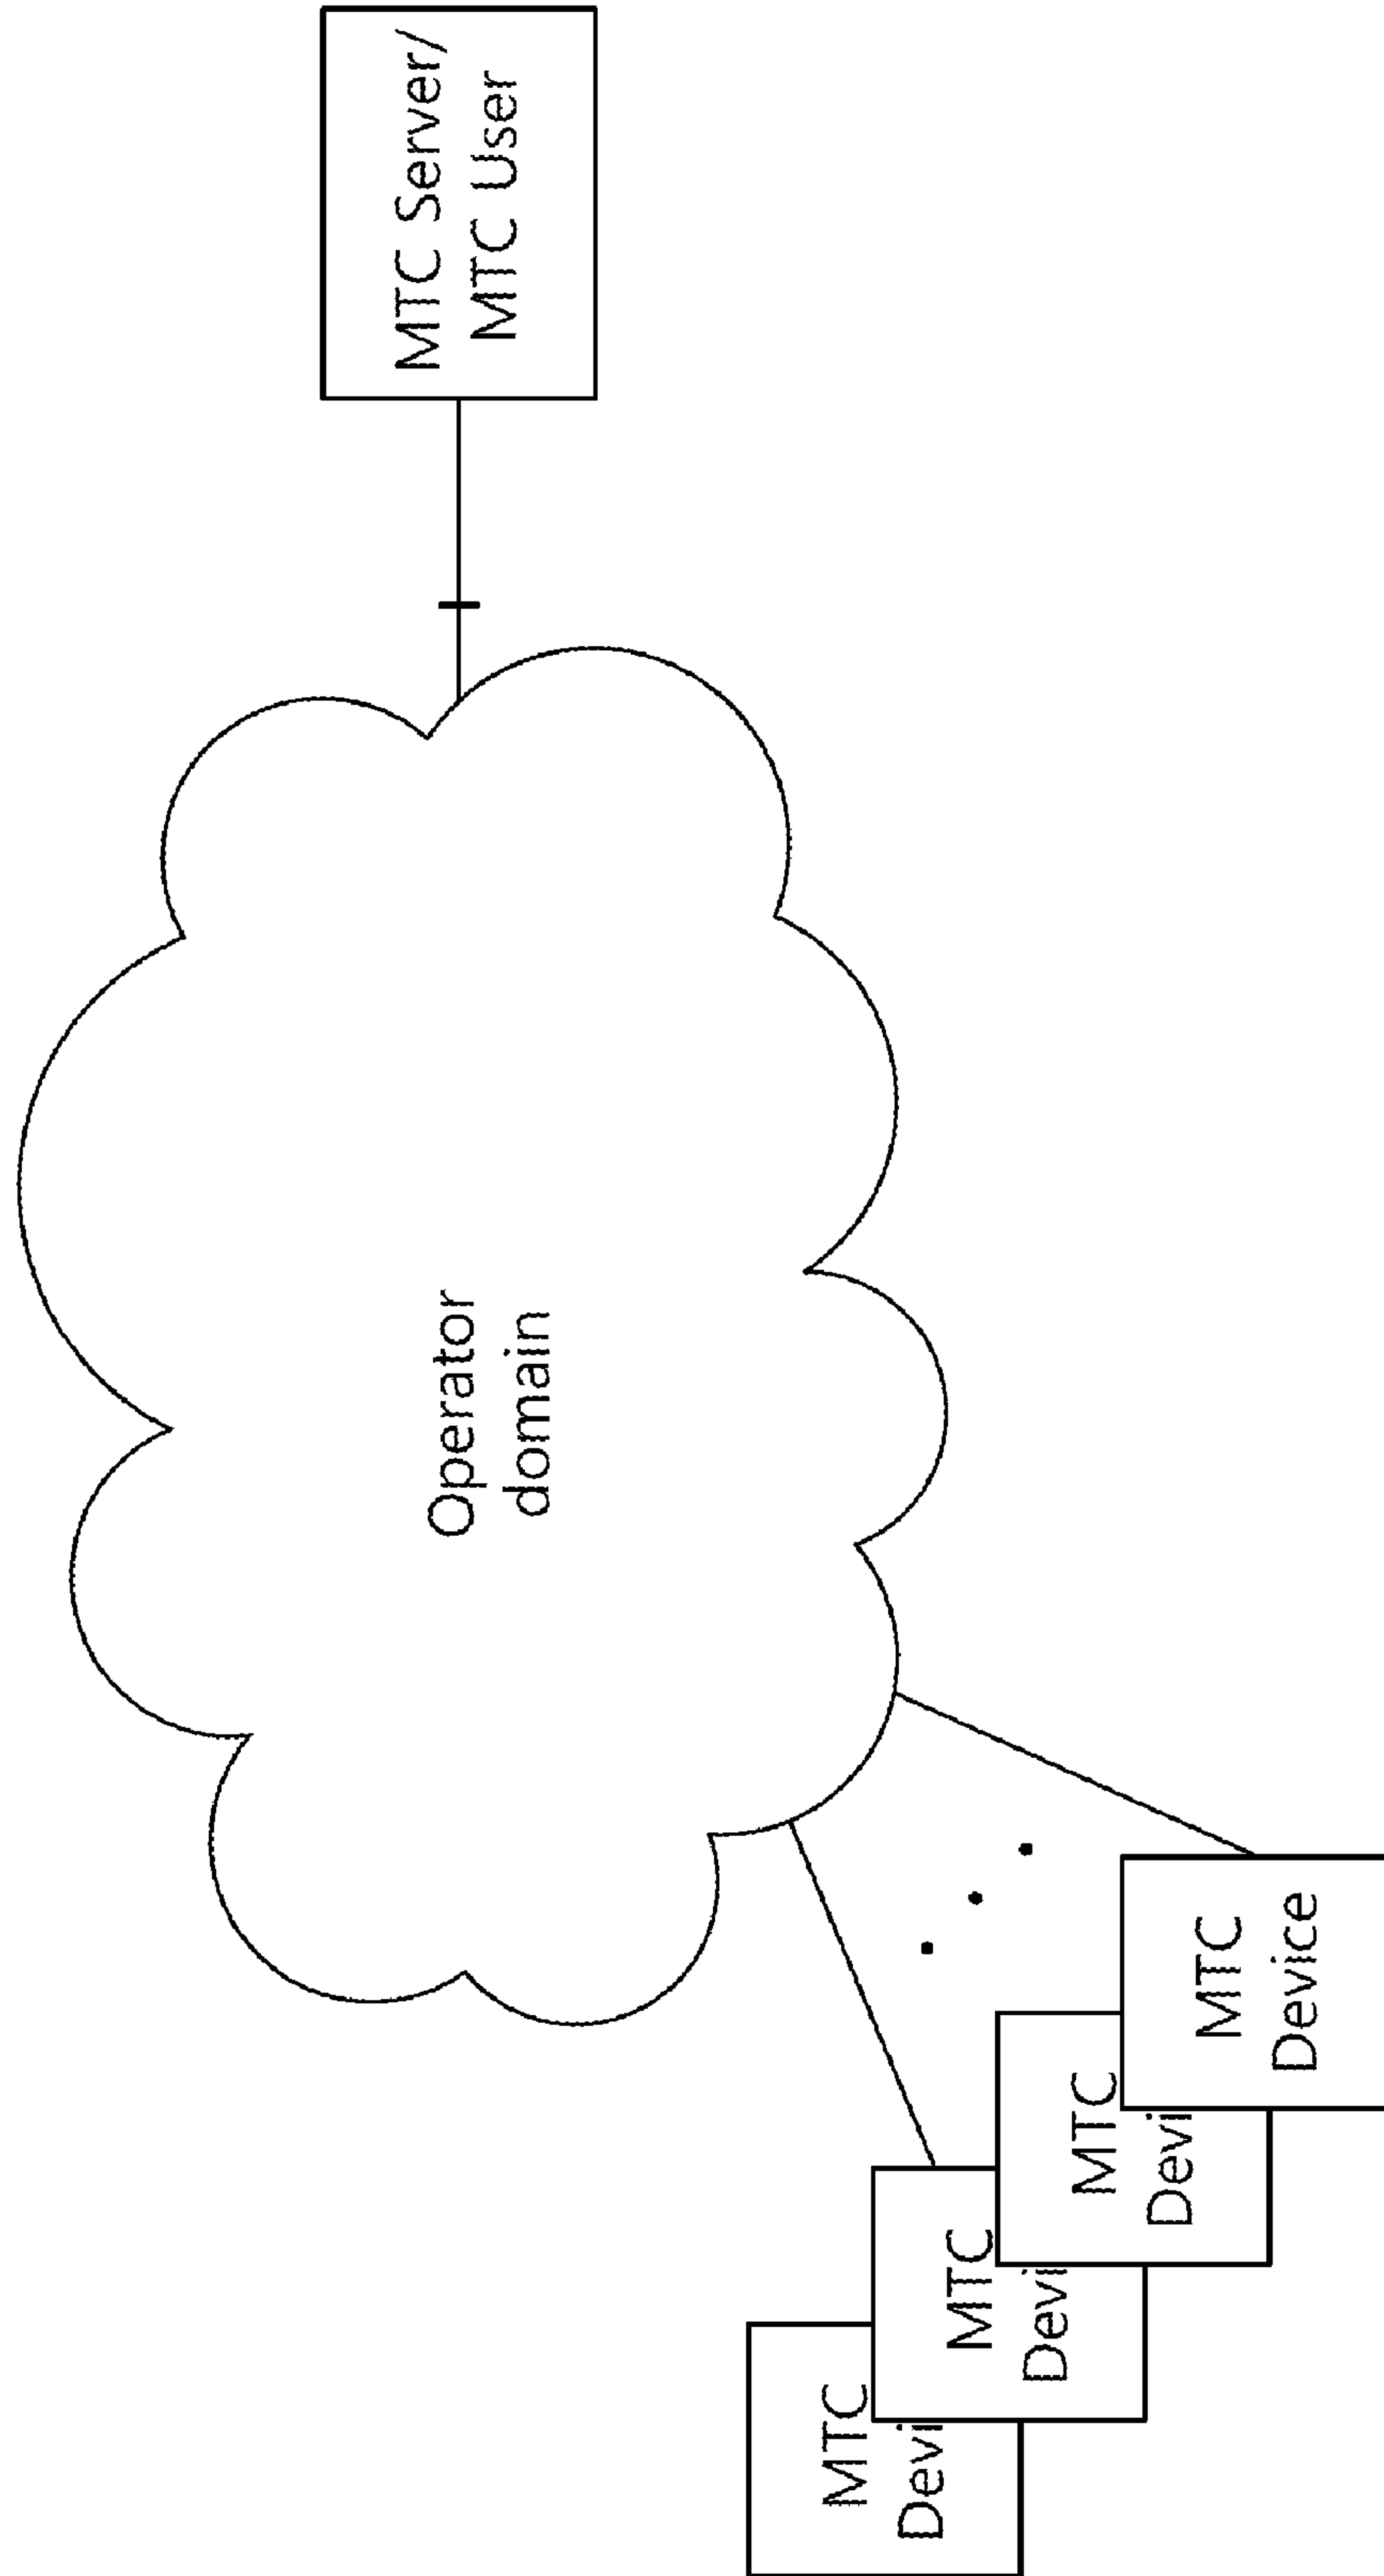 MTC Server/
MTC User
Operator
domain
MTC
Devi
MTC
Devi
MTC
Devi
MTC
Device